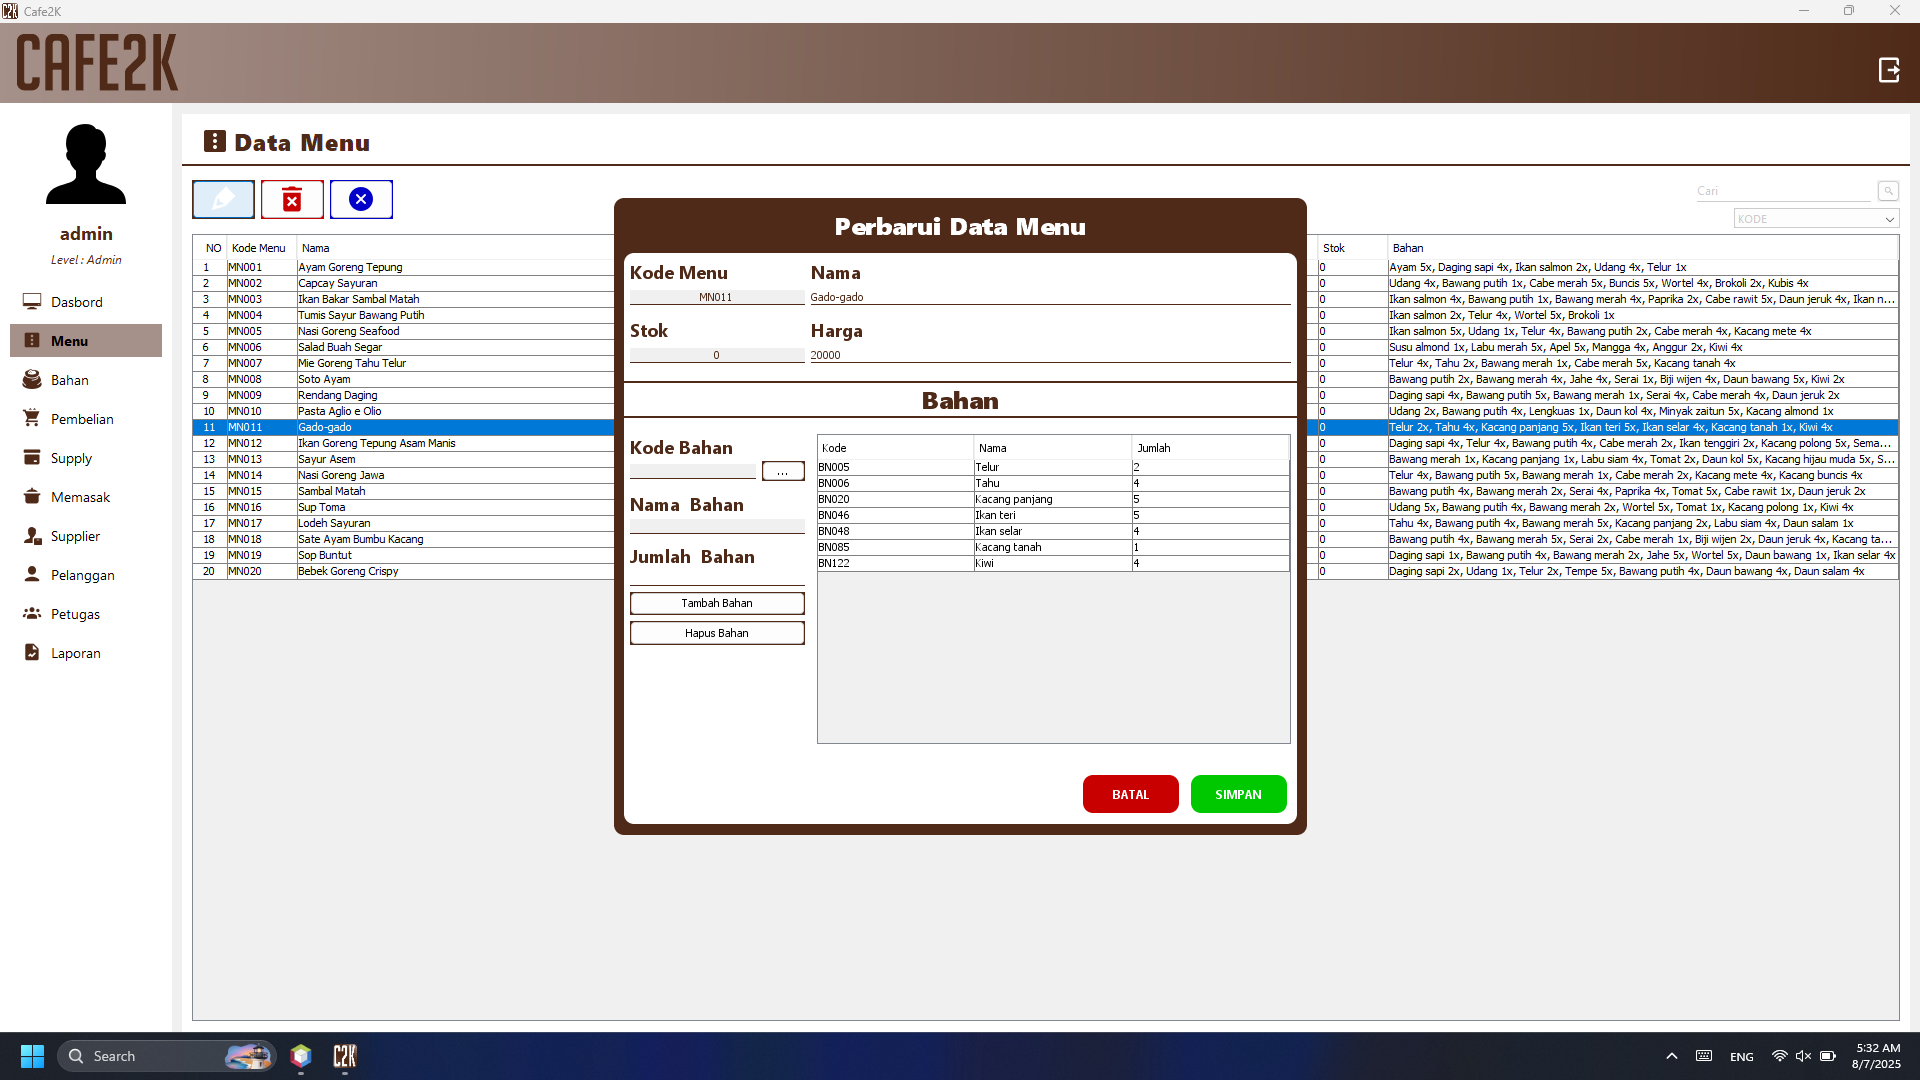 Cafe2K
CAFE2K
admin
Level : Admin
Dasbord
Menu
Bahan
Pembelian
Supply
Memasak
Supplier
Pelanggan
Petugas
Laporan
Data Menu
Cari
KODE
NO Kode Menu Nama Stok Bahan
1 MN001 Ayam Goreng Tepung 0 Ayam 5x, Daging sapi 4x, Ikan salmon 2x, Udang 4x, Telur 1x
2 MN002 Capcay Sayuran 0 Udang 4x, Bawang putih 1x, Cabe merah 5x, Buncis 5x, Wortel 4x, Brokoli 2x, Kubis 4x
3 MN003 Ikan Bakar Sambal Matah 0 Ikan salmon 4x, Bawang putih 1x, Bawang merah 4x, Paprika 2x, Cabe rawit 5x, Daun jeruk 4x, Ikan n...
4 MN004 Tumis Sayur Bawang Putih 0 Ikan salmon 2x, Telur 4x, Wortel 5x, Brokoli 1x
5 MN005 Nasi Goreng Seafood 0 Ikan salmon 5x, Udang 1x, Telur 4x, Bawang putih 2x, Cabe merah 4x, Kacang mete 4x
6 MN006 Salad Buah Segar 0 Susu almond 1x, Labu merah 5x, Apel 5x, Mangga 4x, Anggur 2x, Kiwi 4x
7 MN007 Mie Goreng Tahu Telur 0 Telur 4x, Tahu 2x, Bawang merah 1x, Cabe merah 5x, Kacang tanah 4x
8 MN008 Soto Ayam 0 Bawang putih 2x, Bawang merah 4x, Jahe 4x, Serai 1x, Biji wijen 4x, Daun bawang 5x, Kiwi 2x
9 MN009 Rendang Daging 0 Daging sapi 4x, Bawang putih 5x, Bawang merah 1x, Serai 4x, Cabe merah 4x, Daun jeruk 2x
10 MN010 Pasta Aglio e Olio 0 Udang 2x, Bawang putih 4x, Lengkuas 1x, Daun kol 4x, Minyak zaitun 5x, Kacang almond 1x
11 MN011 Gado-gado 0 Telur 2x, Tahu 4x, Kacang panjang 5x, Ikan teri 5x, Ikan selar 4x, Kacang tanah 1x, Kiwi 4x
12 MN012 Ikan Goreng Tepung Asam Manis 0 Daging sapi 4x, Telur 4x, Bawang putih 4x, Cabe merah 2x, Ikan tenggiri 2x, Kacang polong 5x, Sema...
13 MN013 Sayur Asem 0 Bawang merah 1x, Kacang panjang 1x, Labu siam 4x, Tomat 2x, Daun kol 5x, Kacang hijau muda 5x, S...
14 MN014 Nasi Goreng Jawa 0 Telur 4x, Bawang putih 5x, Bawang merah 1x, Cabe merah 2x, Kacang mete 4x, Kacang buncis 4x
15 MN015 Sambal Matah 0 Bawang putih 4x, Bawang merah 2x, Serai 4x, Paprika 4x, Tomat 5x, Cabe rawit 1x, Daun jeruk 2x
16 MN016 Sup Toma 0 Udang 5x, Bawang putih 4x, Bawang merah 2x, Wortel 5x, Tomat 1x, Kacang polong 1x, Kiwi 4x
17 MN017 Lodeh Sayuran 0 Tahu 4x, Bawang putih 4x, Bawang merah 5x, Kacang panjang 2x, Labu siam 4x, Daun salam 1x
18 MN018 Sate Ayam Bumbu Kacang 0 Bawang putih 4x, Bawang merah 5x, Serai 2x, Cabe merah 1x, Biji wijen 2x, Daun jeruk 4x, Kacang ta...
19 MN019 Sop Buntut 0 Daging sapi 1x, Bawang putih 4x, Bawang merah 2x, Jahe 5x, Wortel 5x, Daun bawang 1x, Ikan selar 4x
20 MN020 Bebek Goreng Crispy 0 Daging sapi 2x, Udang 1x, Telur 2x, Tempe 5x, Bawang putih 4x, Daun bawang 4x, Daun salam 4x
Perbarui Data Menu
Kode Menu Nama
MN011 Gado-gado
Stok Harga
0 20000
Bahan
Kode Bahan
...
Nama Bahan
Jumlah Bahan
Tambah Bahan
Hapus Bahan
Kode Nama Jumlah
BN005 Telur 2
BN006 Tahu 4
BN020 Kacang panjang 5
BN046 Ikan teri 5
BN048 Ikan selar 4
BN085 Kacang tanah 1
BN122 Kiwi 4
BATAL SIMPAN
Search
C2K
ENG
5:32 AM
8/7/2025